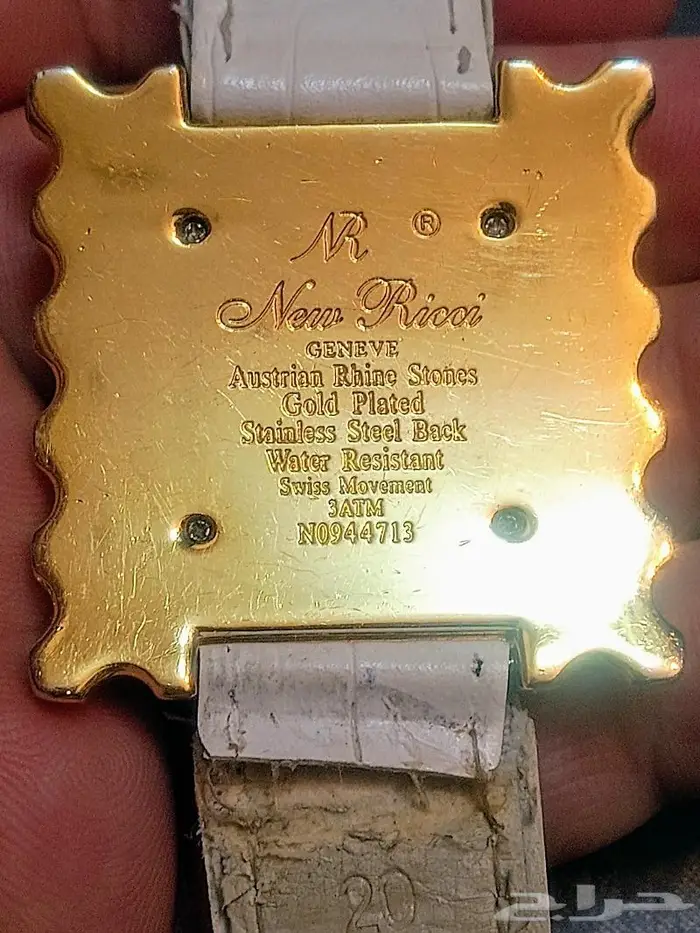 NR ®
New Ricci
GENEVE
Austrian Rhine Stones
Gold Plated
Stainless Steel Back
Water Resistant
Swiss Movement
3ATM
N0944713
20
حراج